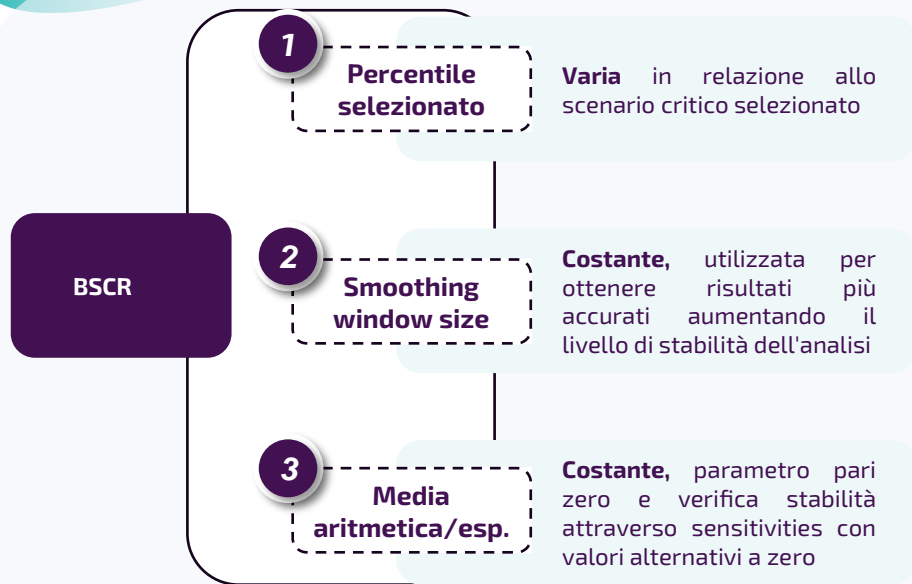 1
Percentile
selezionato
Varia in relazione allo
scenario critico selezionato
BSCR
2
Smoothing
window size
Costante, utilizzata per
ottenere risultati più
accurati aumentando il
livello di stabilità dell'analisi
3
Media
aritmetica/esp.
Costante, parametro pari
zero e verifica stabilità
attraverso sensitivities con
valori alternativi a zero